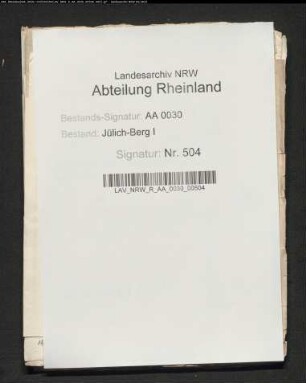 Landesarchiv NRW
Abteilung Rheinland
Bestands-Signatur: AA 0030
Bestand: Jülich-Berg I
Signatur: Nr. 504
LAV_NRW_R_AA_0030_00504